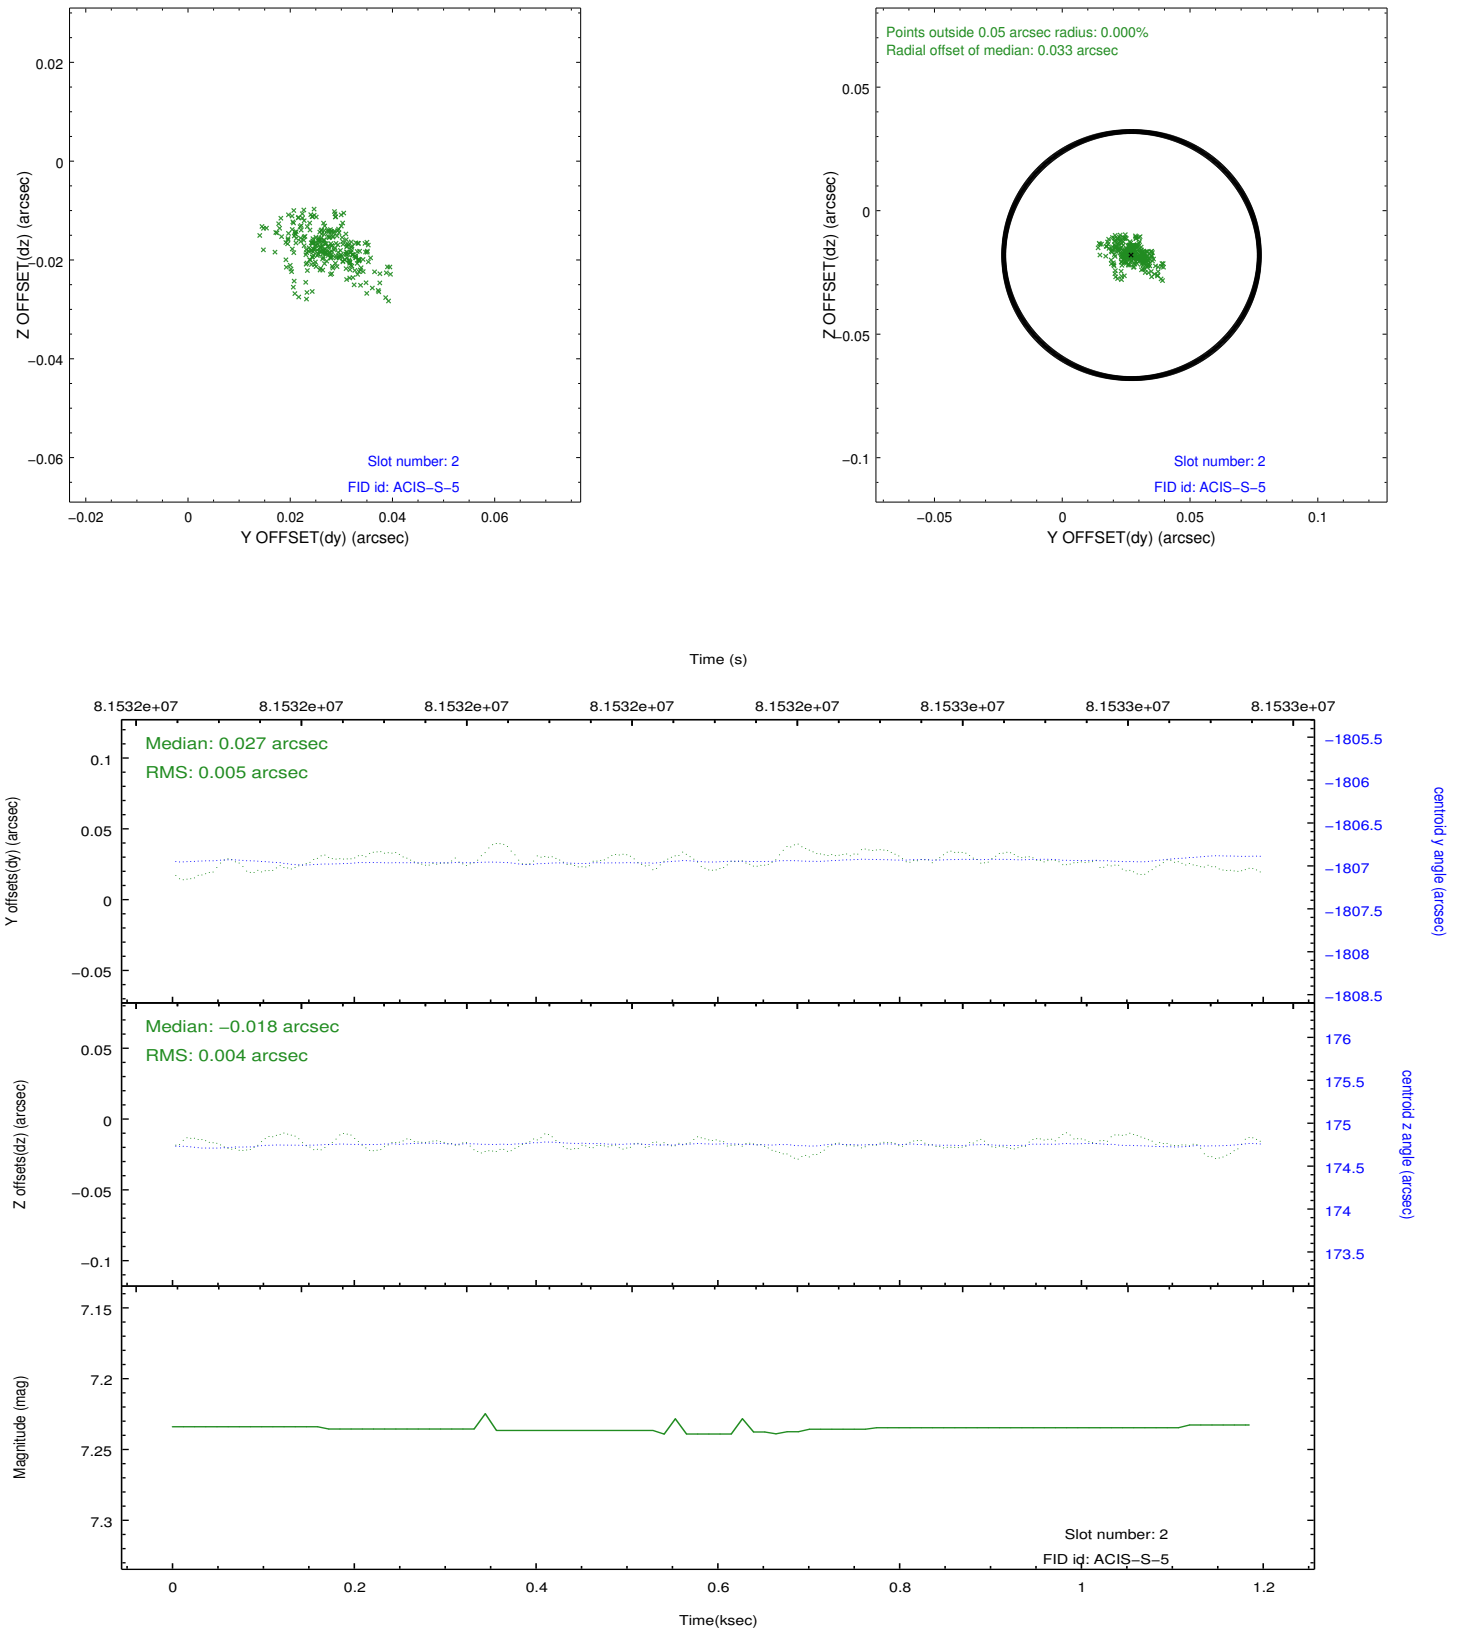 0.02
0
−0.02
−0.04
−0.06
Z OFFSET(dz) (arcsec)
Slot number: 2
FID id: ACIS−S−5
−0.02
0
0.02
0.04
0.06
Y OFFSET(dy) (arcsec)
Points outside 0.05 arcsec radius: 0.000%
Radial offset of median: 0.033 arcsec
0.05
0
−0.05
−0.1
Z OFFSET(dz) (arcsec)
Slot number: 2
FID id: ACIS−S−5
−0.05
0
0.05
0.1
Y OFFSET(dy) (arcsec)
Time (s)
8.1532e+07
8.1532e+07
8.1532e+07
8.1532e+07
8.1532e+07
8.1533e+07
8.1533e+07
8.1533e+07
Median: 0.027 arcsec
RMS: 0.005 arcsec
0.1
0.05
0
−0.05
Y offsets(dy) (arcsec)
−1805.5
−1806
−1806.5
−1807
−1807.5
−1808
−1808.5
centroid y angle (arcsec)
Median: −0.018 arcsec
RMS: 0.004 arcsec
0.05
0
−0.05
−0.1
Z offsets(dz) (arcsec)
176
175.5
175
174.5
174
173.5
centroid z angle (arcsec)
7.15
7.2
7.25
7.3
Magnitude (mag)
Slot number: 2
FID id: ACIS−S−5
0
0.2
0.4
0.6
0.8
1
1.2
Time(ksec)